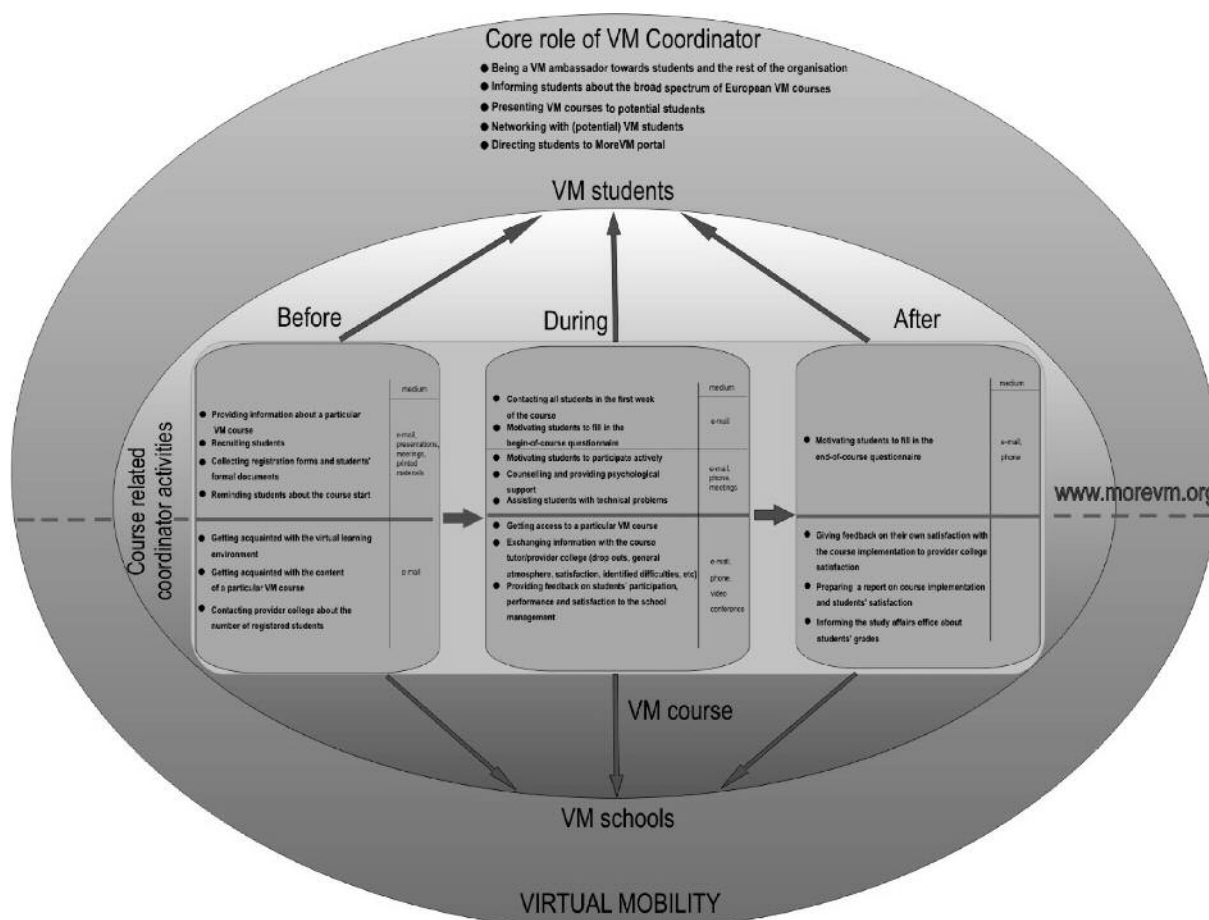 Core role of VM Coordinator
● Being a VM ambassador towards students and the rest of the organisation
● Informing students about the broad spectrum of European VM courses
● Presenting VM courses to potential students
● Networking with (potential) VM students
● Directing students to MoreVM portal
VM students
Before
During
After
Course related
coordinator activities
medium
● Providing information about a particular
VM course
● Recruiting students
● Collecting registration forms and students'
formal documents
● Reminding students about the course start
e-mail,
presentations,
meetings,
printed
materials
● Getting acquainted with the virtual learning
environment
● Getting acquainted with the content
of a particular VM course
● Contacting provider college about the
number of registered students
e-mail
medium
● Contacting all students in the first week
of the course
● Motivating students to fill in the
begin-of-course questionnaire
e-mail
● Motivating students to participate actively
● Counselling and providing psychological
support
● Assisting students with technical problems
e-mail,
phone,
meetings
● Getting access to a particular VM course
● Exchanging information with the course
tutor/provider college (drop outs, general
atmosphere, satisfaction, identified difficulties, etc)
● Providing feedback on students' participation,
performance and satisfaction to the school
management
e-mail,
phone,
video
conference
medium
● Motivating students to fill in the
end-of-course questionnaire
e-mail,
phone
● Giving feedback on their own satisfaction with
the course implementation to provider college
satisfaction
● Preparing a report on course implementation
and students' satisfaction
● Informing the study affairs office about
students' grades
www.morevm.org
VM course
VM schools
VIRTUAL MOBILITY